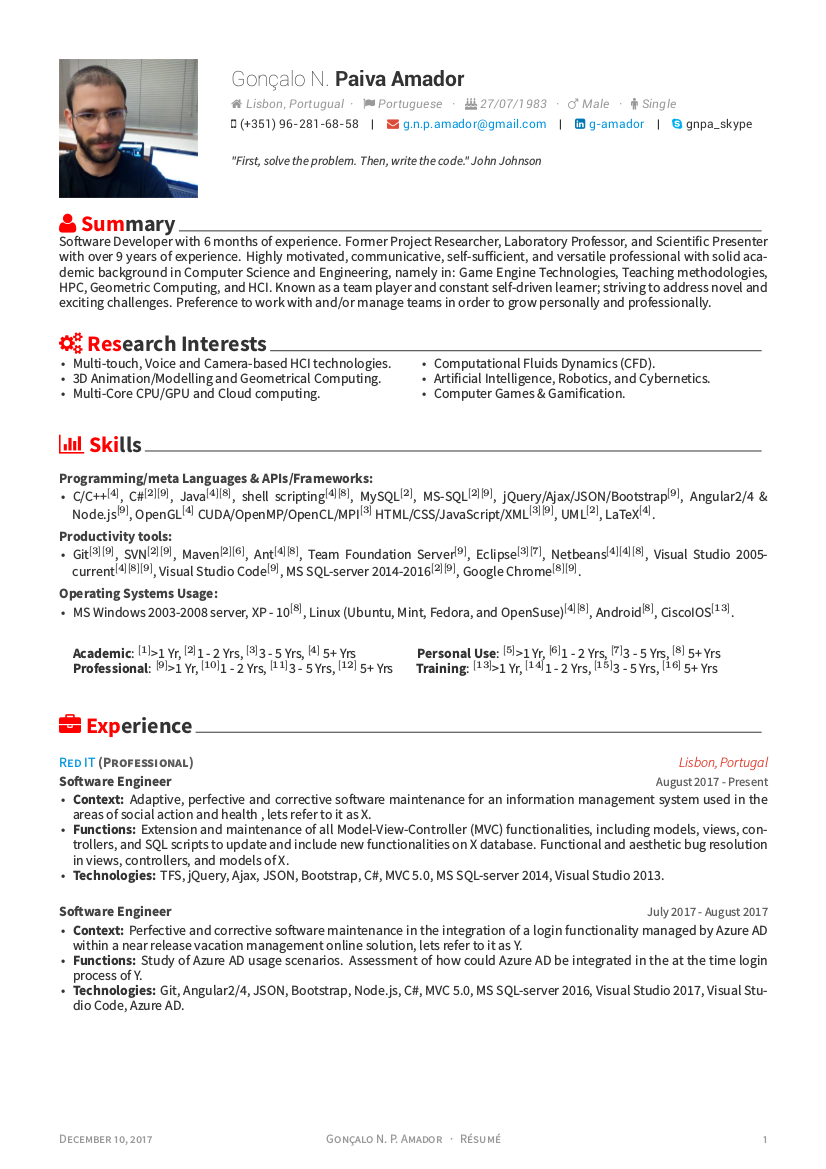 Gonçalo N. Paiva Amador
Lisbon, Portugual · Portuguese · 27/07/1983 · Male · Single
(+351) 96-281-68-58 | g.n.p.amador@gmail.com | g-amador | gnpa_skype
"First, solve the problem. Then, write the code." John Johnson
Summary
Software Developer with 6 months of experience. Former Project Researcher, Laboratory Professor, and Scientific Presenter
with over 9 years of experience. Highly motivated, communicative, self-sufficient, and versatile professional with solid aca-
demic background in Computer Science and Engineering, namely in: Game Engine Technologies, Teaching methodologies,
HPC, Geometric Computing, and HCI. Known as a team player and constant self-driven learner; striving to address novel and
exciting challenges. Preference to work with and/or manage teams in order to grow personally and professionally.
Research Interests
• Multi-touch, Voice and Camera-based HCI technologies.
• 3D Animation/Modelling and Geometrical Computing.
• Multi-Core CPU/GPU and Cloud computing.
• Computational Fluids Dynamics (CFD).
• Artificial Intelligence, Robotics, and Cybernetics.
• Computer Games & Gamification.
Skills
Programming/meta Languages & APIs/Frameworks:
• C/C++[4], C#[2][9], Java[4][8], shell scripting[4][8], MySQL[2], MS-SQL[2][9], jQuery/Ajax/JSON/Bootstrap[9], Angular2/4 &
Node.js[9], OpenGL[4] CUDA/OpenMP/OpenCL/MPI[3] HTML/CSS/JavaScript/XML[3][9], UML[2], LaTeX[4].
Productivity tools:
• Git[3][9], SVN[2][9], Maven[2][6], Ant[4][8], Team Foundation Server[9], Eclipse[3][7], Netbeans[4][4][8], Visual Studio 2005-
current[4][8][9], Visual Studio Code[9], MS SQL-server 2014-2016[2][9], Google Chrome[8][9].
Operating Systems Usage:
• MS Windows 2003-2008 server, XP - 10[8], Linux (Ubuntu, Mint, Fedora, and OpenSuse)[4][8], Android[8], CiscoIOS[13].
Academic: [1]>1 Yr, [2]1 - 2 Yrs, [3]3 - 5 Yrs, [4] 5+ Yrs
Professional: [9]>1 Yr, [10]1 - 2 Yrs, [11]3 - 5 Yrs, [12] 5+ Yrs
Personal Use: [5]>1 Yr, [6]1 - 2 Yrs, [7]3 - 5 Yrs, [8] 5+ Yrs
Training: [13]>1 Yr, [14]1 - 2 Yrs, [15]3 - 5 Yrs, [16] 5+ Yrs
Experience
Red IT (Professional) Lisbon, Portugal
Software Engineer August 2017 - Present
• Context: Adaptive, perfective and corrective software maintenance for an information management system used in the
areas of social action and health , lets refer to it as X.
• Functions: Extension and maintenance of all Model-View-Controller (MVC) functionalities, including models, views, con-
trollers, and SQL scripts to update and include new functionalities on X database. Functional and aesthetic bug resolution
in views, controllers, and models of X.
• Technologies: TFS, jQuery, Ajax, JSON, Bootstrap, C#, MVC 5.0, MS SQL-server 2014, Visual Studio 2013.
Software Engineer July 2017 - August 2017
• Context: Perfective and corrective software maintenance in the integration of a login functionality managed by Azure AD
within a near release vacation management online solution, lets refer to it as Y.
• Functions: Study of Azure AD usage scenarios. Assessment of how could Azure AD be integrated in the at the time login
process of Y.
• Technologies: Git, Angular2/4, JSON, Bootstrap, Node.js, C#, MVC 5.0, MS SQL-server 2016, Visual Studio 2017, Visual Stu-
dio Code, Azure AD.
December 10, 2017 Gonçalo N. P. Amador · Résumé 1